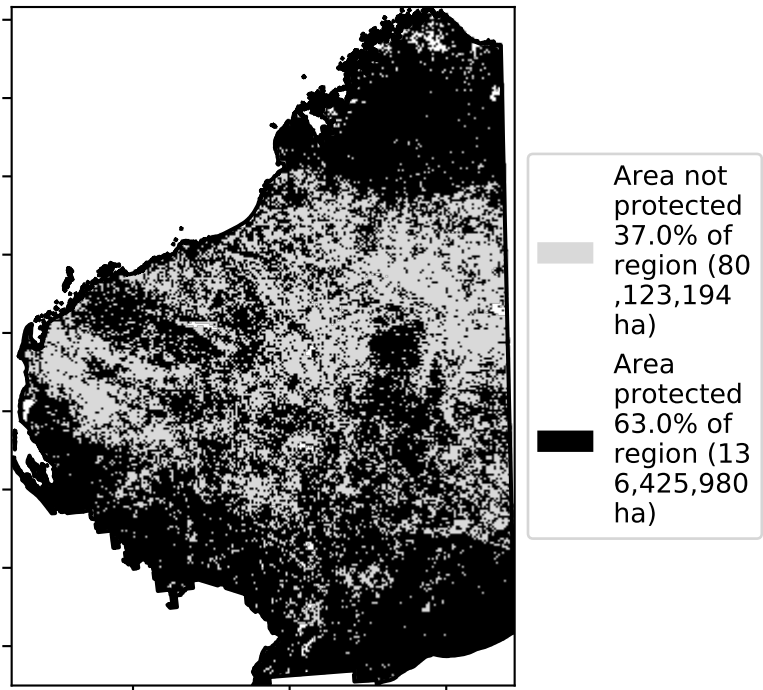 Area not
protected
37.0% of
region (80
,123,194
ha)
Area
protected
63.0% of
region (13
6,425,980
ha)